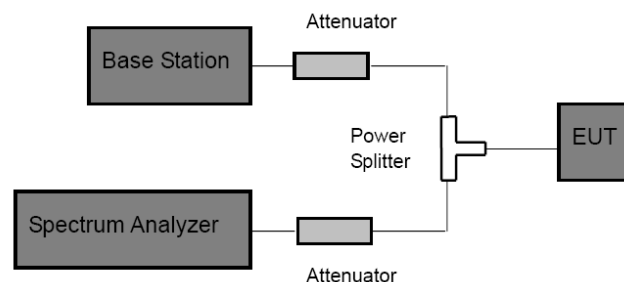 Attenuator
Base Station
Power
Splitter
EUT
Spectrum Analyzer
Attenuator